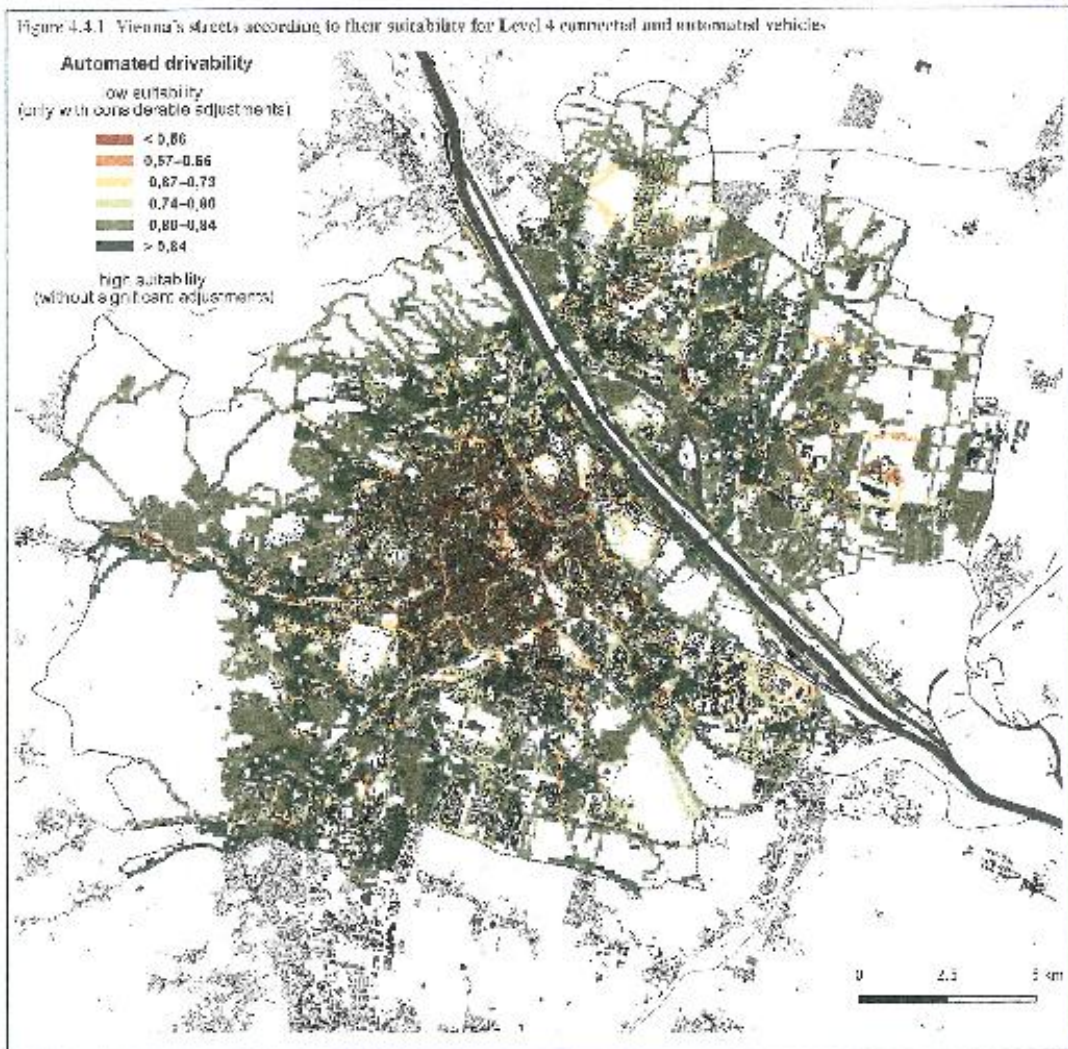 Figure 4.4.1 Vienna's streets according to their suitability for Level 4 connected and automated vehicles
Automated drivability
low suitability
(only with considerable adjustments)
< 0,56
0,57–0,66
0,67–0,73
0,74–0,80
0,80–0,84
> 0,84
high suitability
(without significant adjustments)
0 2,5 5 km